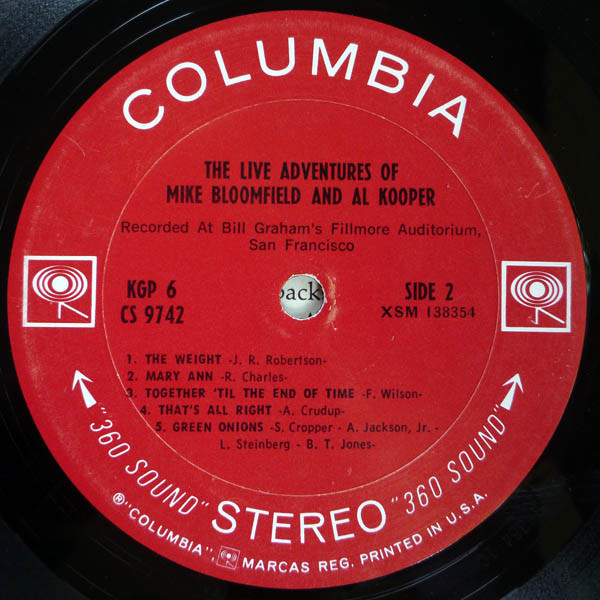 COLUMBIA
THE LIVE ADVENTURES OF
MIKE BLOOMFIELD AND AL KOOPER
Recorded At Bill Graham's Fillmore Auditorium,
San Francisco
KGP 6
CS 9742
back
SIDE 2
XSM 138354
1. THE WEIGHT -J. R. Robertson-
2. MARY ANN -R. Charles-
3. TOGETHER 'TIL THE END OF TIME -F. Wilson-
4. THAT'S ALL RIGHT -A. Crudup-
5. GREEN ONIONS -S. Cropper - A. Jackson, Jr. -
L. Steinberg - B. T. Jones-
"360 SOUND" STEREO "360 SOUND"
® "COLUMBIA", MARCAS REG. PRINTED IN U.S.A.